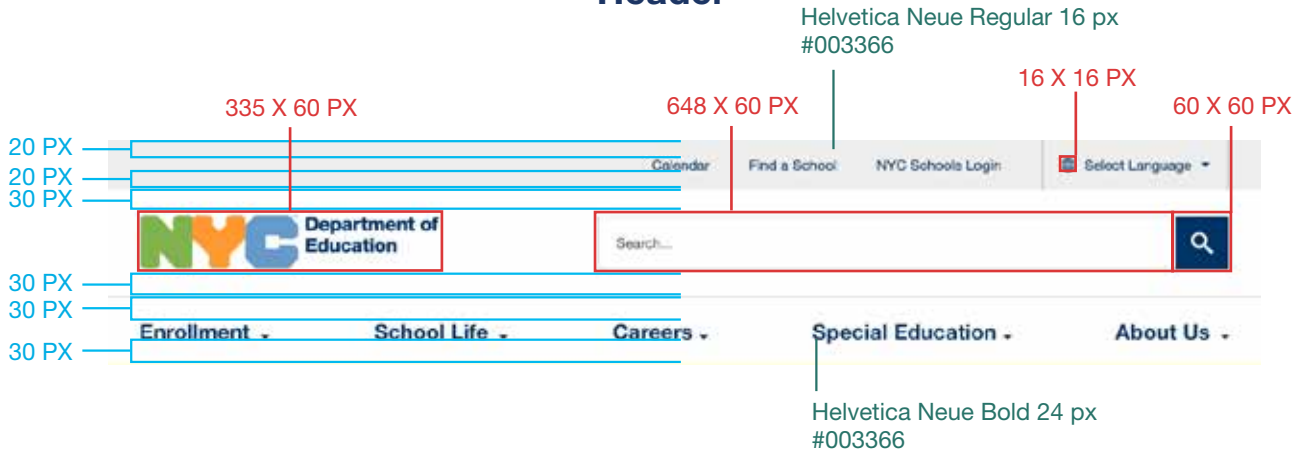 Header
Helvetica Neue Regular 16 px
#003366
16 X 16 PX
335 X 60 PX
648 X 60 PX
60 X 60 PX
20 PX
Calendar Find a School NYC Schools Login Select Language
20 PX
30 PX
NYC Department of
Education
Search...
30 PX
30 PX
Enrollment School Life Careers Special Education About Us
30 PX
Helvetica Neue Bold 24 px
#003366